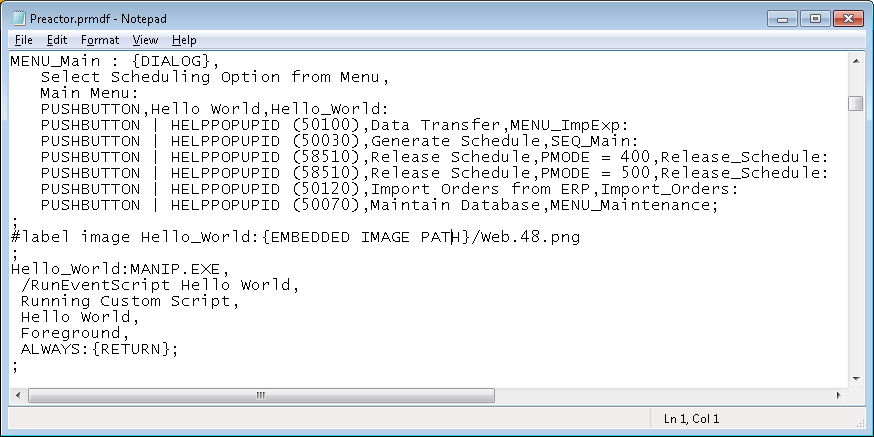 Preactor.prmdf - Notepad
File Edit Format View Help
MENU_Main : {DIALOG},
Select Scheduling Option from Menu,
Main Menu:
PUSHBUTTON,Hello World,Hello_World:
PUSHBUTTON | HELPPOPUPID (50100),Data Transfer,MENU_ImpExp:
PUSHBUTTON | HELPPOPUPID (50030),Generate Schedule,SEQ_Main:
PUSHBUTTON | HELPPOPUPID (58510),Release Schedule,PMODE = 400,Release_Schedule:
PUSHBUTTON | HELPPOPUPID (58510),Release Schedule,PMODE = 500,Release_Schedule:
PUSHBUTTON | HELPPOPUPID (50120),Import Orders from ERP,Import_Orders:
PUSHBUTTON | HELPPOPUPID (50070),Maintain Database,MENU_Maintenance;
;
#label image Hello_World:{EMBEDDED IMAGE PATH}/Web.48.png
;
Hello_World:MANIP.EXE,
/RunEventScript Hello World,
Running Custom Script,
Hello World,
Foreground,
ALWAYS:{RETURN};
;
Ln 1, Col 1